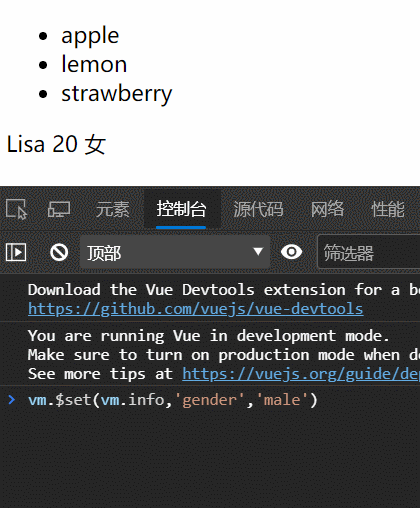 apple
lemon
strawberry
Lisa 20 女
元素 控制台 源代码 网络 性能
顶部 筛选器
Download the Vue Devtools extension for a be
https://github.com/vuejs/vue-devtools
You are running Vue in development mode.
Make sure to turn on production mode when de
See more tips at https://vuejs.org/guide/dep
> vm.$set(vm.info,'gender','male')